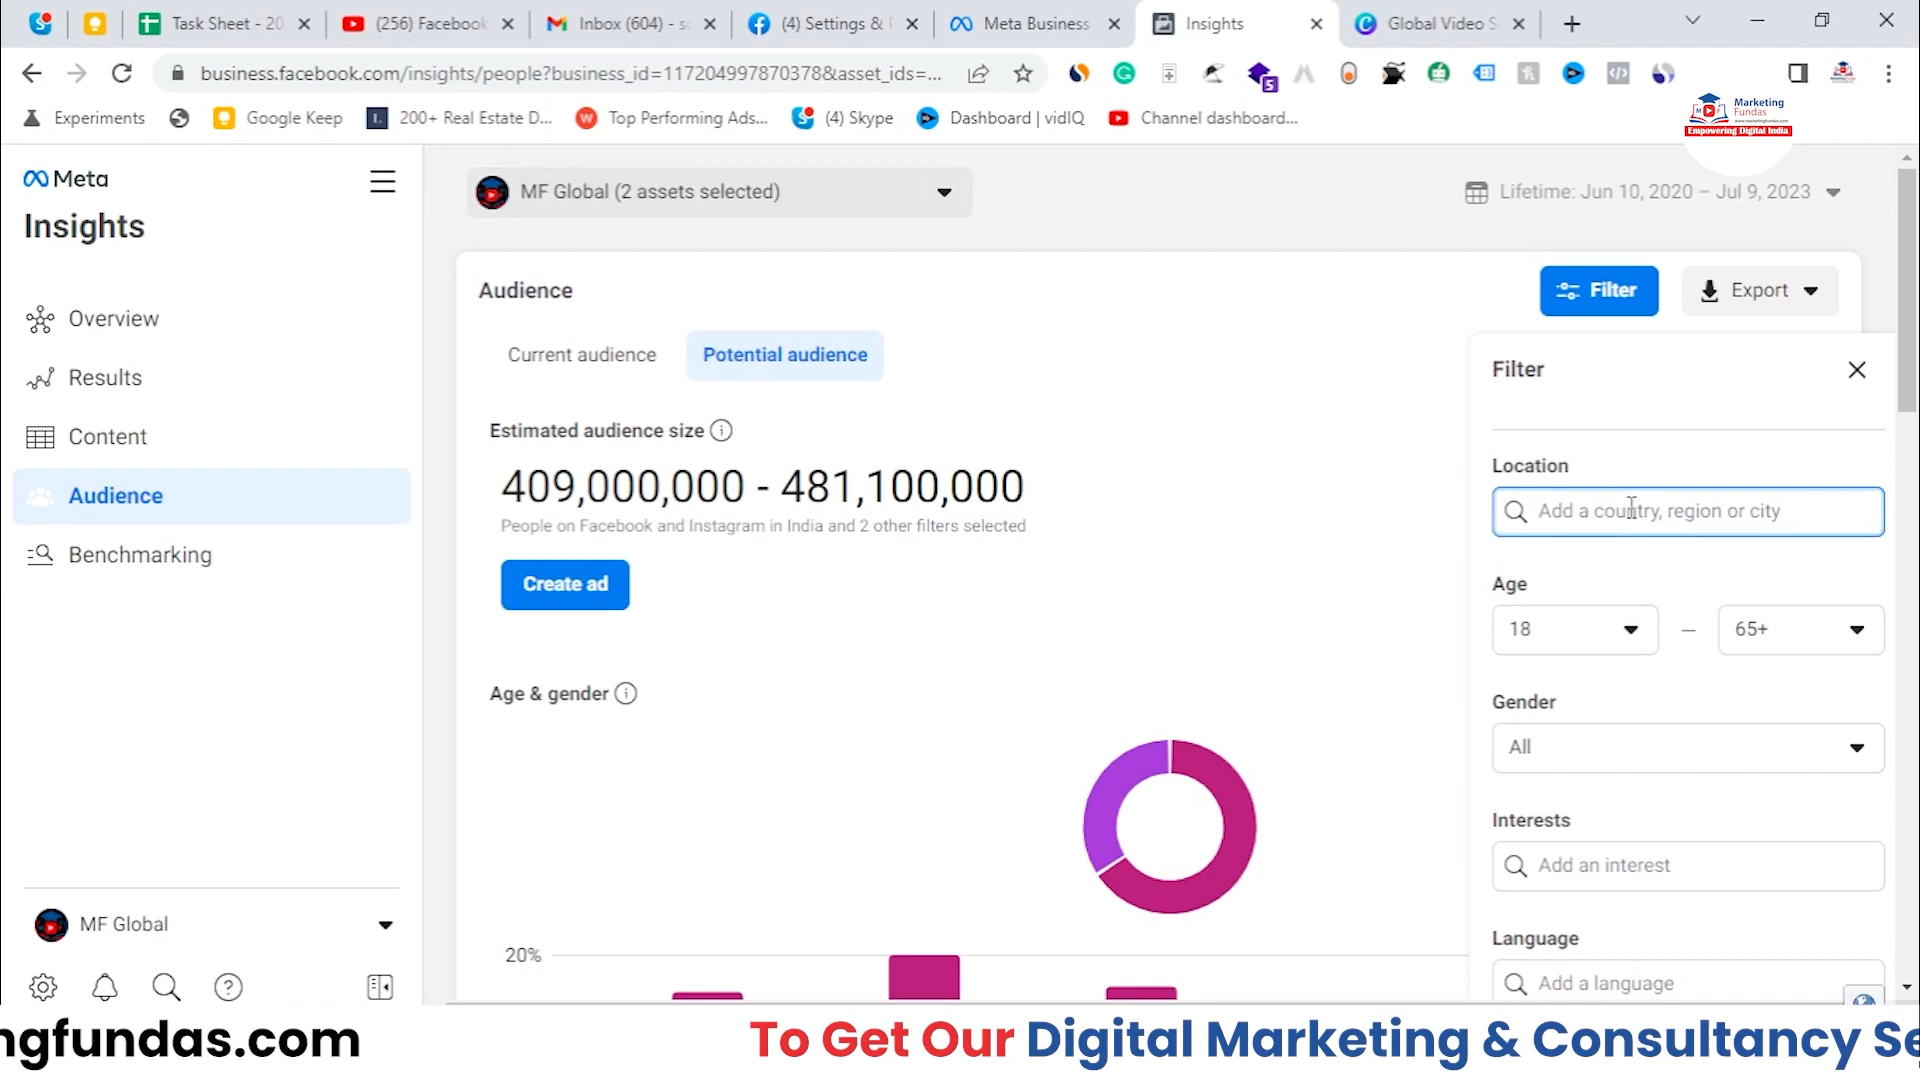 Task Sheet - 20
(256) Facebook
Inbox (604) - sc
(4) Settings &
Meta Business
Insights
Global Video S
business.facebook.com/insights/people?business_id=117204997870378&asset_ids=...
Experiments
Google Keep
200+ Real Estate D...
Top Performing Ads...
(4) Skype
Dashboard | vidIQ
Channel dashboard...
Marketing
Fundas
www.marketingfundas.com
Empowering Digital India
Meta
Insights
MF Global (2 assets selected)
Lifetime: Jun 10, 2020 – Jul 9, 2023
Audience
Filter
Export
Overview
Results
Content
Audience
Benchmarking
Current audience
Potential audience
Filter
Estimated audience size
409,000,000 - 481,100,000
People on Facebook and Instagram in India and 2 other filters selected
Create ad
Location
Add a country, region or city
Age
18 – 65+
Age & gender
Gender
All
Interests
Add an interest
Language
Add a language
20%
MF Global
ngfundas.com
To Get Our Digital Marketing & Consultancy Se